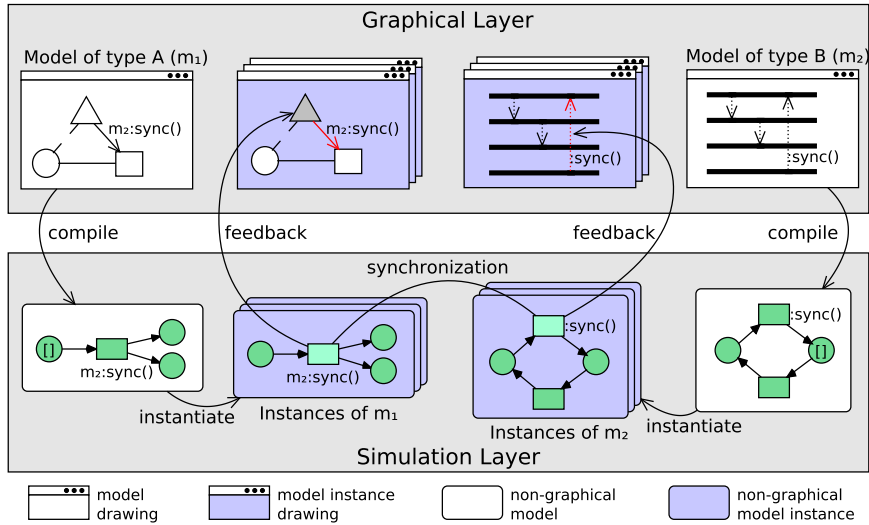 Graphical Layer
Model of type A (m₁)
Model of type B (m₂)
m₂:sync()
m₂:sync()
:sync()
:sync()
compile
feedback
feedback
compile
synchronization
[]
m₂:sync()
m₂:sync()
:sync()
:sync()
[]
instantiate
Instances of m₁
Instances of m₂
instantiate
Simulation Layer
model
drawing
model instance
drawing
non-graphical
model
non-graphical
model instance